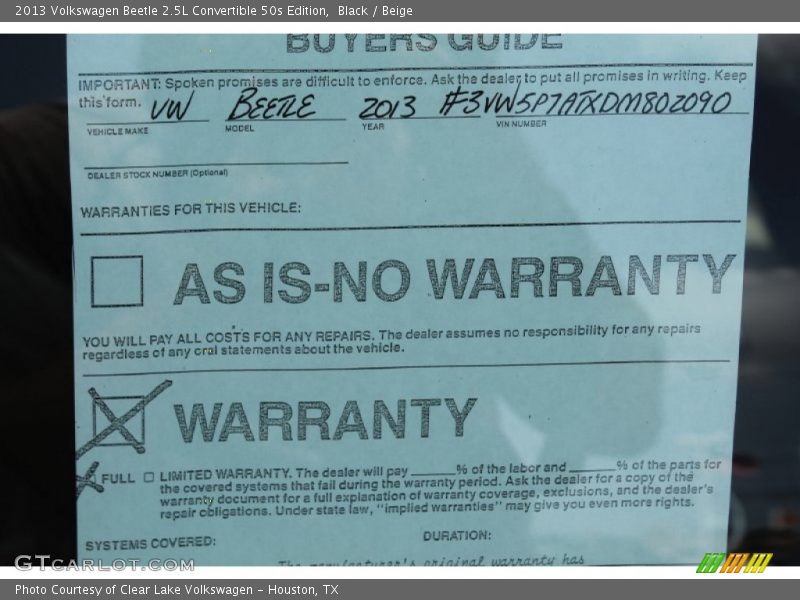 2013 Volkswagen Beetle 2.5L Convertible 50s Edition,  Black / Beige
BUYERS GUIDE
IMPORTANT: Spoken promises are difficult to enforce. Ask the dealer to put all promises in writing. Keep
this form.
VW BEETLE 2013 #3VW5P7ATXDM802090
VEHICLE MAKE MODEL YEAR VIN NUMBER
DEALER STOCK NUMBER (Optional)
WARRANTIES FOR THIS VEHICLE:
AS IS-NO WARRANTY
YOU WILL PAY ALL COSTS FOR ANY REPAIRS. The dealer assumes no responsibility for any repairs
regardless of any oral statements about the vehicle.
WARRANTY
FULL LIMITED WARRANTY. The dealer will pay ______% of the labor and ______% of the parts for
the covered systems that fail during the warranty period. Ask the dealer for a copy of the
warranty document for a full explanation of warranty coverage, exclusions, and the dealer's
repair obligations. Under state law, "implied warranties" may give you even more rights.
SYSTEMS COVERED: DURATION:
The manufacturer's original warranty has
GTCARLOT.COM
Photo Courtesy of Clear Lake Volkswagen – Houston, TX